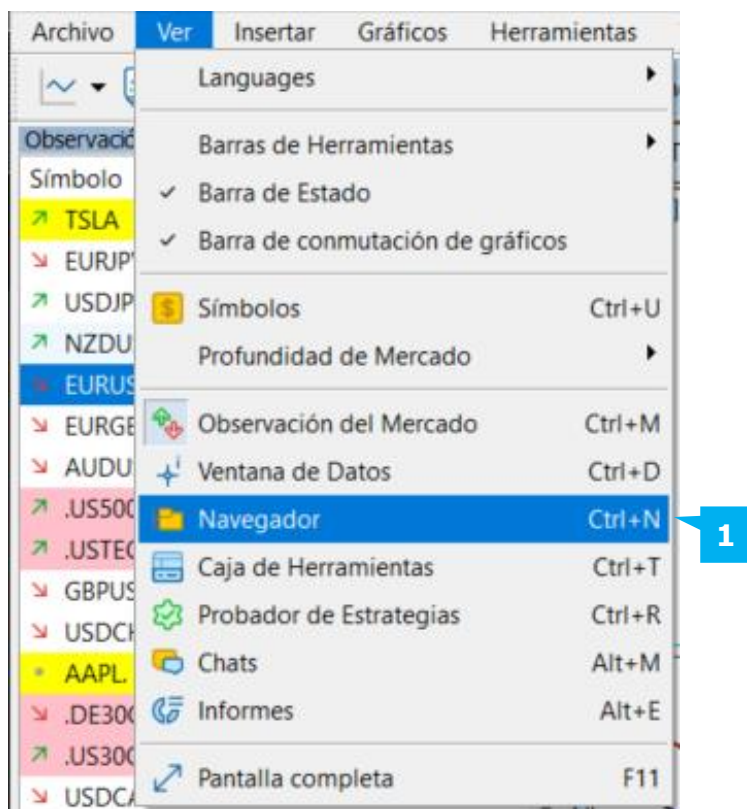 Archivo Ver Insertar Gráficos Herramientas
Languages
Observació
Barras de Herramientas
Símbolo
Barra de Estado
TSLA
Barra de conmutación de gráficos
EURJP
USDJP
Símbolos Ctrl+U
NZDU
Profundidad de Mercado
EURUS
EURGE
Observación del Mercado Ctrl+M
AUDU
Ventana de Datos Ctrl+D
.US500
Navegador Ctrl+N
1
.USTEC
Caja de Herramientas Ctrl+T
GBPUS
Probador de Estrategias Ctrl+R
USDCH
Chats Alt+M
AAPL.
Informes Alt+E
.DE30
.US30
Pantalla completa F11
USDCA